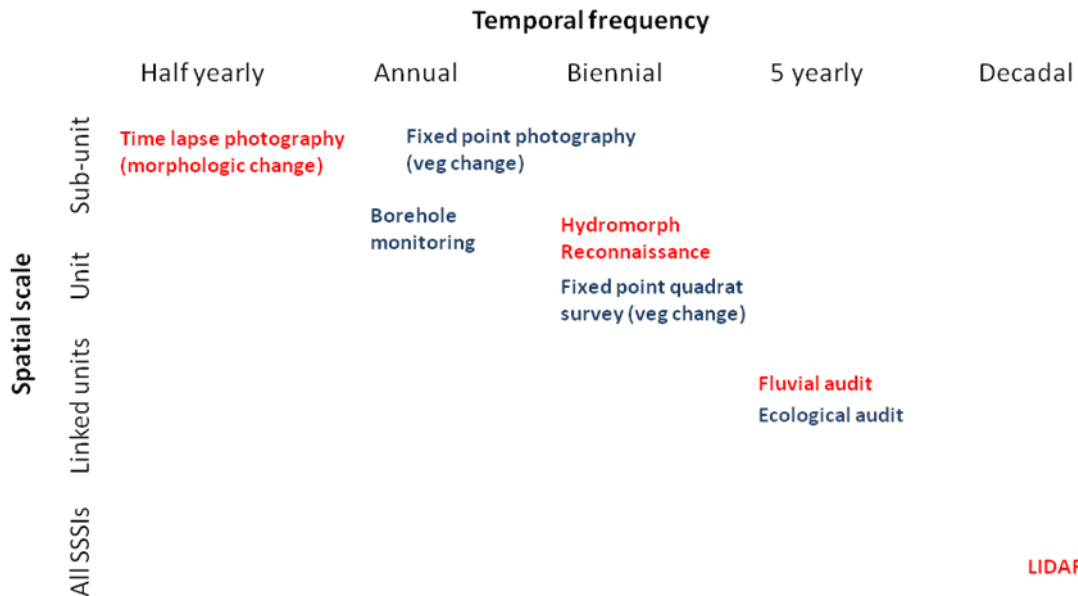 Temporal frequency
Half yearly Annual Biennial 5 yearly Decadal
Spatial scale
Sub-unit
Time lapse photography
(morphologic change)
Fixed point photography
(veg change)
Unit
Borehole
monitoring
Hydromorph
Reconnaissance
Fixed point quadrat
survey (veg change)
Linked units
Fluvial audit
Ecological audit
All SSSIs